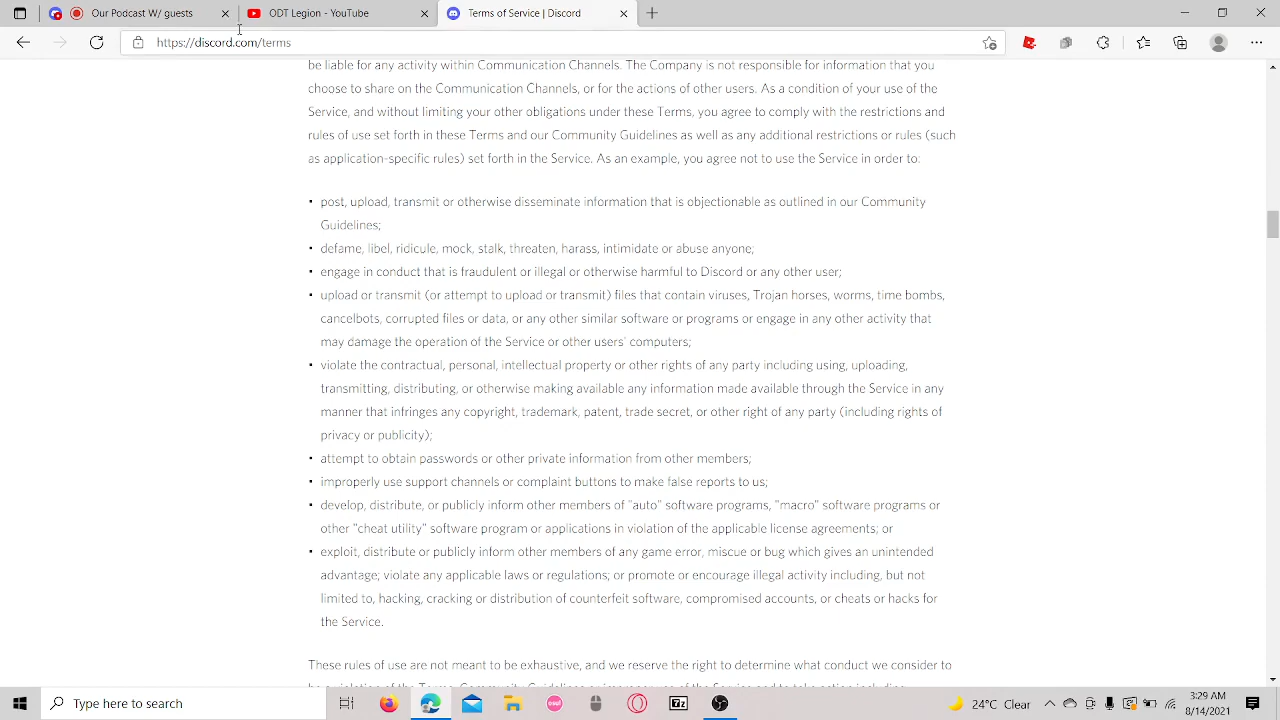 Our Podcast W/ guests
ODT Legion - YouTube
Terms of Service | Discord
https://discord.com/terms
be liable for any activity within Communication Channels. The Company is not responsible for information that you
choose to share on the Communication Channels, or for the actions of other users. As a condition of your use of the
Service, and without limiting your other obligations under these Terms, you agree to comply with the restrictions and
rules of use set forth in these Terms and our Community Guidelines as well as any additional restrictions or rules (such
as application-specific rules) set forth in the Service. As an example, you agree not to use the Service in order to:
• post, upload, transmit or otherwise disseminate information that is objectionable as outlined in our Community
Guidelines;
• defame, libel, ridicule, mock, stalk, threaten, harass, intimidate or abuse anyone;
• engage in conduct that is fraudulent or illegal or otherwise harmful to Discord or any other user;
• upload or transmit (or attempt to upload or transmit) files that contain viruses, Trojan horses, worms, time bombs,
cancelbots, corrupted files or data, or any other similar software or programs or engage in any other activity that
may damage the operation of the Service or other users' computers;
• violate the contractual, personal, intellectual property or other rights of any party including using, uploading,
transmitting, distributing, or otherwise making available any information made available through the Service in any
manner that infringes any copyright, trademark, patent, trade secret, or other right of any party (including rights of
privacy or publicity);
• attempt to obtain passwords or other private information from other members;
• improperly use support channels or complaint buttons to make false reports to us;
• develop, distribute, or publicly inform other members of "auto" software programs, "macro" software programs or
other "cheat utility" software program or applications in violation of the applicable license agreements; or
• exploit, distribute or publicly inform other members of any game error, miscue or bug which gives an unintended
advantage; violate any applicable laws or regulations; or promote or encourage illegal activity including, but not
limited to, hacking, cracking or distribution of counterfeit software, compromised accounts, or cheats or hacks for
the Service.
These rules of use are not meant to be exhaustive, and we reserve the right to determine what conduct we consider to
Type here to search
osu!
7z
24°C Clear
3:29 AM
8/14/2021